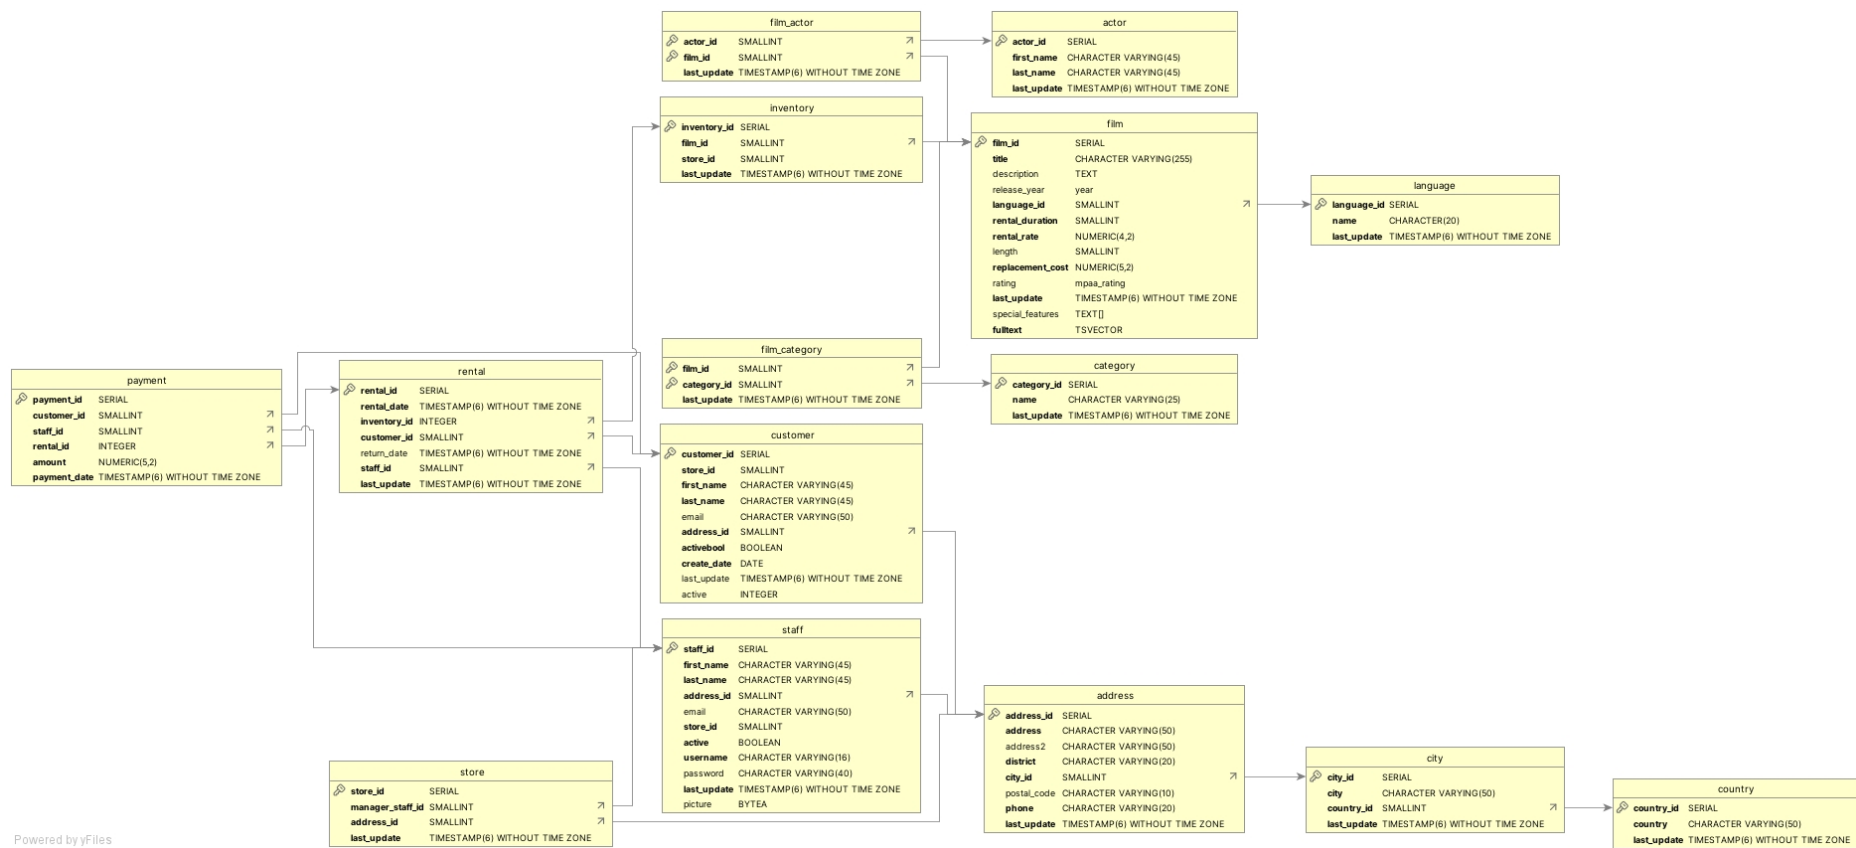 film_actor
actor_id SMALLINT
film_id SMALLINT
last_update TIMESTAMP(6) WITHOUT TIME ZONE
actor
actor_id SERIAL
first_name CHARACTER VARYING(45)
last_name CHARACTER VARYING(45)
last_update TIMESTAMP(6) WITHOUT TIME ZONE
inventory
inventory_id SERIAL
film_id SMALLINT
store_id SMALLINT
last_update TIMESTAMP(6) WITHOUT TIME ZONE
film
film_id SERIAL
title CHARACTER VARYING(255)
description TEXT
release_year year
language_id SMALLINT
rental_duration SMALLINT
rental_rate NUMERIC(4,2)
length SMALLINT
replacement_cost NUMERIC(5,2)
rating mpaa_rating
last_update TIMESTAMP(6) WITHOUT TIME ZONE
special_features TEXT[]
fulltext TSVECTOR
language
language_id SERIAL
name CHARACTER(20)
last_update TIMESTAMP(6) WITHOUT TIME ZONE
film_category
film_id SMALLINT
category_id SMALLINT
last_update TIMESTAMP(6) WITHOUT TIME ZONE
category
category_id SERIAL
name CHARACTER VARYING(25)
last_update TIMESTAMP(6) WITHOUT TIME ZONE
payment
payment_id SERIAL
customer_id SMALLINT
staff_id SMALLINT
rental_id INTEGER
amount NUMERIC(5,2)
payment_date TIMESTAMP(6) WITHOUT TIME ZONE
rental
rental_id SERIAL
rental_date TIMESTAMP(6) WITHOUT TIME ZONE
inventory_id INTEGER
customer_id SMALLINT
return_date TIMESTAMP(6) WITHOUT TIME ZONE
staff_id SMALLINT
last_update TIMESTAMP(6) WITHOUT TIME ZONE
customer
customer_id SERIAL
store_id SMALLINT
first_name CHARACTER VARYING(45)
last_name CHARACTER VARYING(45)
email CHARACTER VARYING(50)
address_id SMALLINT
activebool BOOLEAN
create_date DATE
last_update TIMESTAMP(6) WITHOUT TIME ZONE
active INTEGER
staff
staff_id SERIAL
first_name CHARACTER VARYING(45)
last_name CHARACTER VARYING(45)
address_id SMALLINT
email CHARACTER VARYING(50)
store_id SMALLINT
active BOOLEAN
username CHARACTER VARYING(16)
password CHARACTER VARYING(40)
last_update TIMESTAMP(6) WITHOUT TIME ZONE
picture BYTEA
store
store_id SERIAL
manager_staff_id SMALLINT
address_id SMALLINT
last_update TIMESTAMP(6) WITHOUT TIME ZONE
address
address_id SERIAL
address CHARACTER VARYING(50)
address2 CHARACTER VARYING(50)
district CHARACTER VARYING(20)
city_id SMALLINT
postal_code CHARACTER VARYING(10)
phone CHARACTER VARYING(20)
last_update TIMESTAMP(6) WITHOUT TIME ZONE
city
city_id SERIAL
city CHARACTER VARYING(50)
country_id SMALLINT
last_update TIMESTAMP(6) WITHOUT TIME ZONE
country
country_id SERIAL
country CHARACTER VARYING(50)
last_update TIMESTAMP(6) WITHOUT TIME ZONE
Powered by yFiles